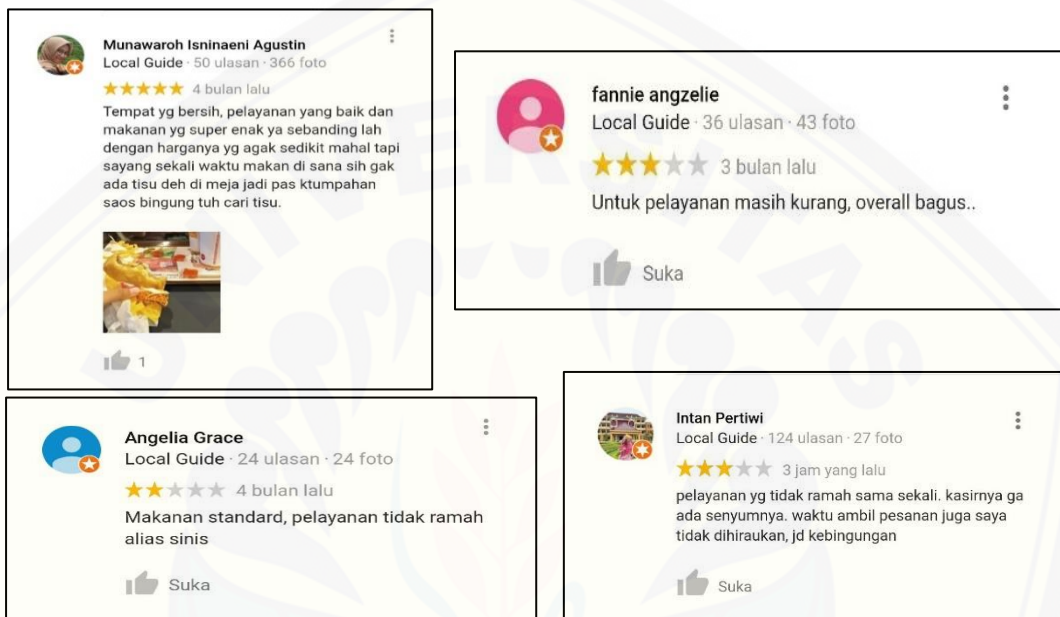 Munawaroh Isninaeni Agustin
Local Guide · 50 ulasan · 366 foto
4 bulan lalu
Tempat yg bersih, pelayanan yang baik dan
makanan yg super enak ya sebanding lah
dengan harganya yg agak sedikit mahal tapi
sayang sekali waktu makan di sana sih gak
ada tisu deh di meja jadi pas ktumpahan
saos bingung tuh cari tisu.
1
fannie angzelie
Local Guide · 36 ulasan · 43 foto
3 bulan lalu
Untuk pelayanan masih kurang, overall bagus..
Suka
Angelia Grace
Local Guide · 24 ulasan · 24 foto
4 bulan lalu
Makanan standard, pelayanan tidak ramah
alias sinis
Suka
Intan Pertiwi
Local Guide · 124 ulasan · 27 foto
3 jam yang lalu
pelayanan yg tidak ramah sama sekali. kasirnya ga
ada senyumnya. waktu ambil pesanan juga saya
tidak dihiraukan, jd kebingungan
Suka
UNIVERSITAS